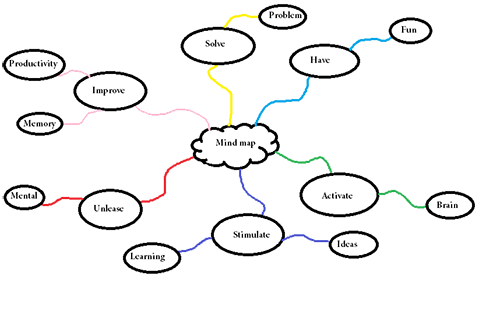 Problem
Fun
Solve
Have
Productivity
Improve
Memory
Mind map
Mental
Unlease
Activate
Brain
Stimulate
Ideas
Learning